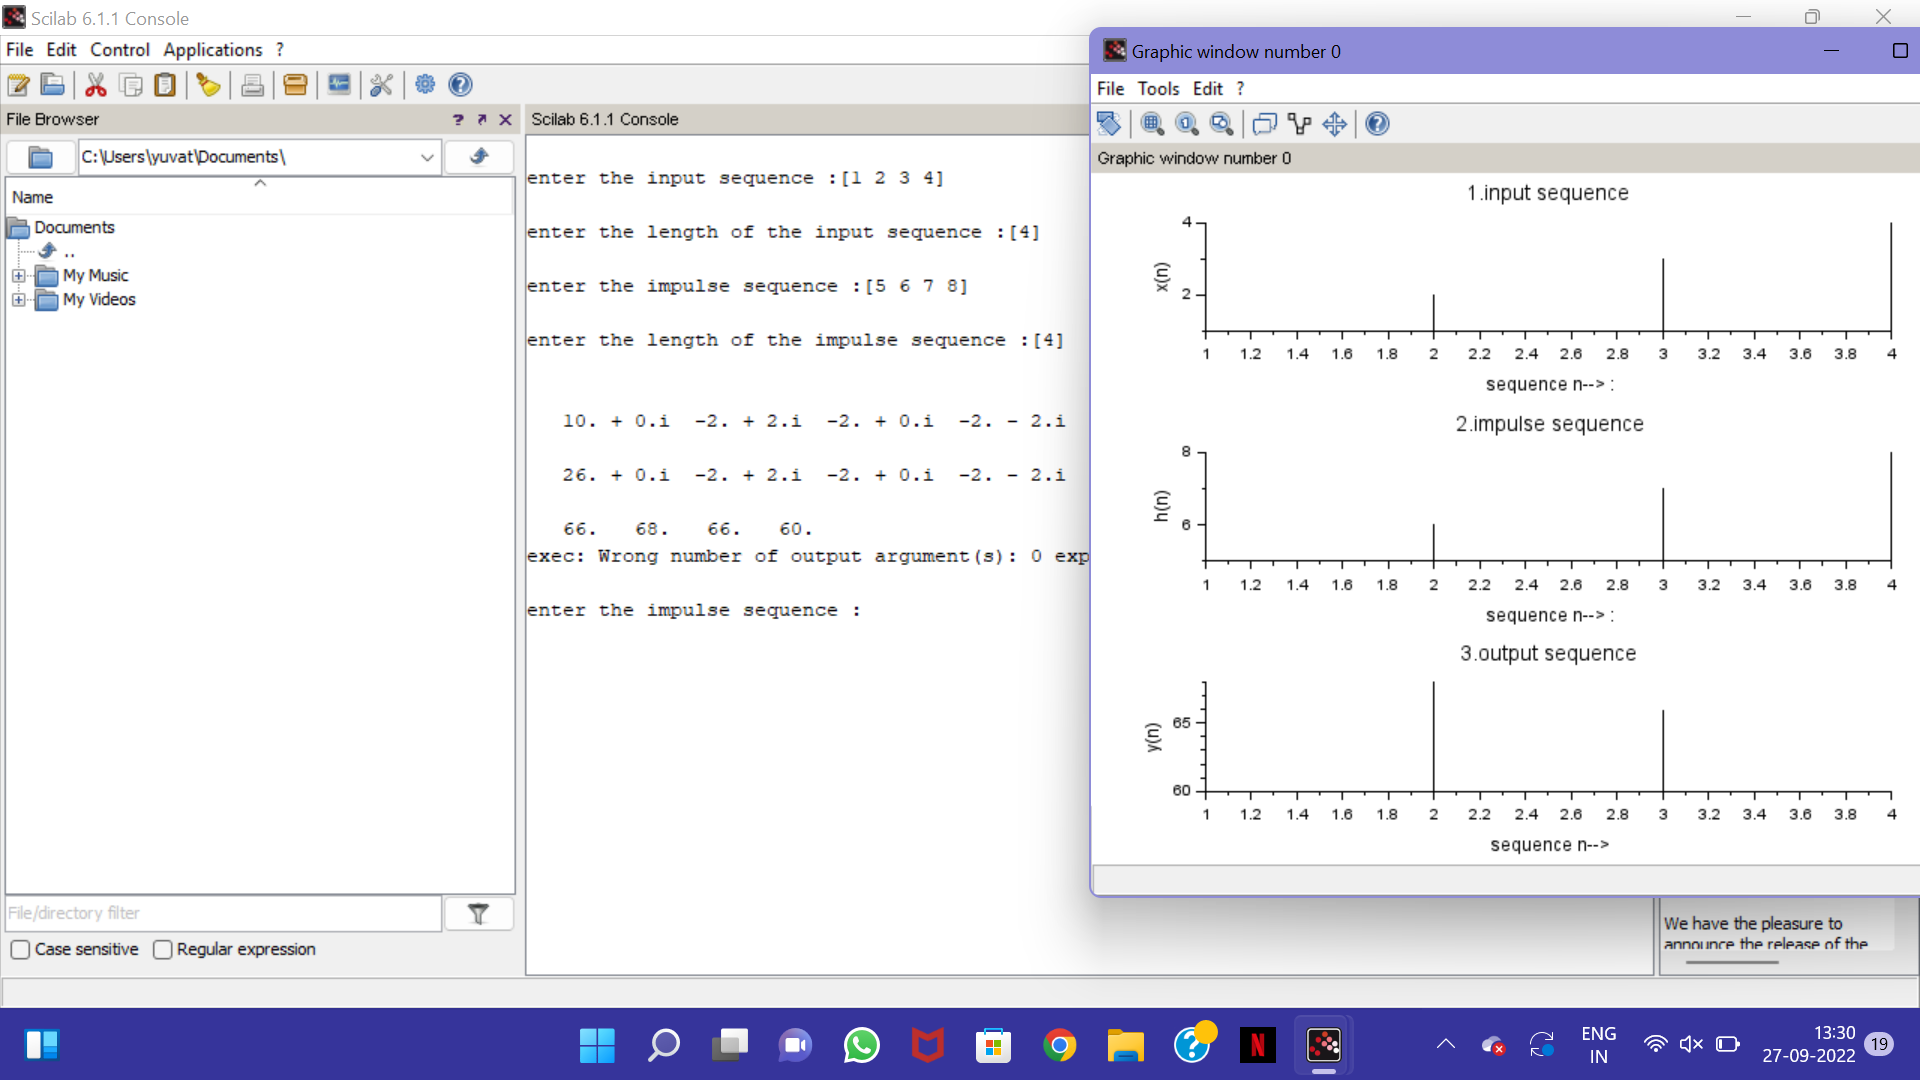 Scilab 6.1.1 Console
File Edit Control Applications ?
File Browser
C:\Users\yuvat\Documents\
Name
Documents
..
My Music
My Videos
File/directory filter
Case sensitive Regular expression
Scilab 6.1.1 Console
enter the input sequence :[1 2 3 4]
enter the length of the input sequence :[4]
enter the impulse sequence :[5 6 7 8]
enter the length of the impulse sequence :[4]
10. + 0.i -2. + 2.i -2. + 0.i -2. - 2.i
26. + 0.i -2. + 2.i -2. + 0.i -2. - 2.i
66. 68. 66. 60.
exec: Wrong number of output argument(s): 0 exp
enter the impulse sequence :
Graphic window number 0
File Tools Edit ?
Graphic window number 0
1.input sequence
x(n)
4
2
1 1.2 1.4 1.6 1.8 2 2.2 2.4 2.6 2.8 3 3.2 3.4 3.6 3.8 4
sequence n--> :
2.impulse sequence
h(n)
8
6
1 1.2 1.4 1.6 1.8 2 2.2 2.4 2.6 2.8 3 3.2 3.4 3.6 3.8 4
sequence n--> :
3.output sequence
y(n)
65
60
1 1.2 1.4 1.6 1.8 2 2.2 2.4 2.6 2.8 3 3.2 3.4 3.6 3.8 4
sequence n-->
We have the pleasure to
announce the release of the
ENG
IN
13:30
27-09-2022
19